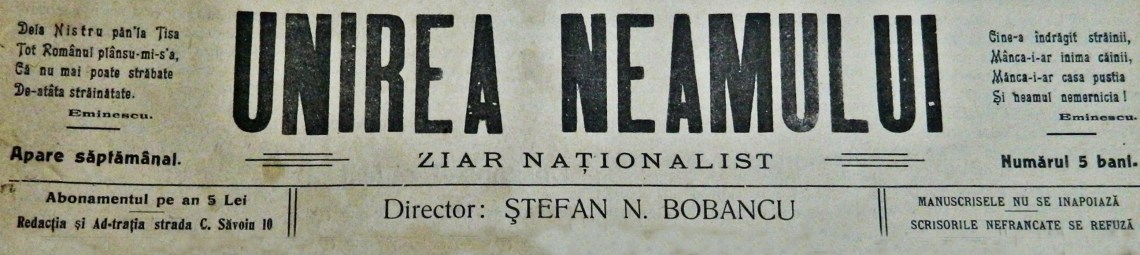 Dela Nistru pân'la Tisa
Tot Românul plânsu-mi-s'a,
Că nu mai poate străbate
De-atâta străinătate.
Eminescu.
Apare săptămânal.
UNIREA NEAMULUI
ZIAR NAȚIONALIST
Cine-a îndrăgit străinii,
Mânca-i-ar inima câinii,
Mânca-i-ar casa pustia
Și neamul nemernicia!
Eminescu.
Numărul 5 bani.
Abonamentul pe an 5 Lei
Redacția și Ad-trația strada C. Săvoiu 10
Director: ȘTEFAN N. BOBANCU
MANUSCRISELE NU SE INAPOIAZĂ
SCRISORILE NEFRANCATE SE REFUZĂ